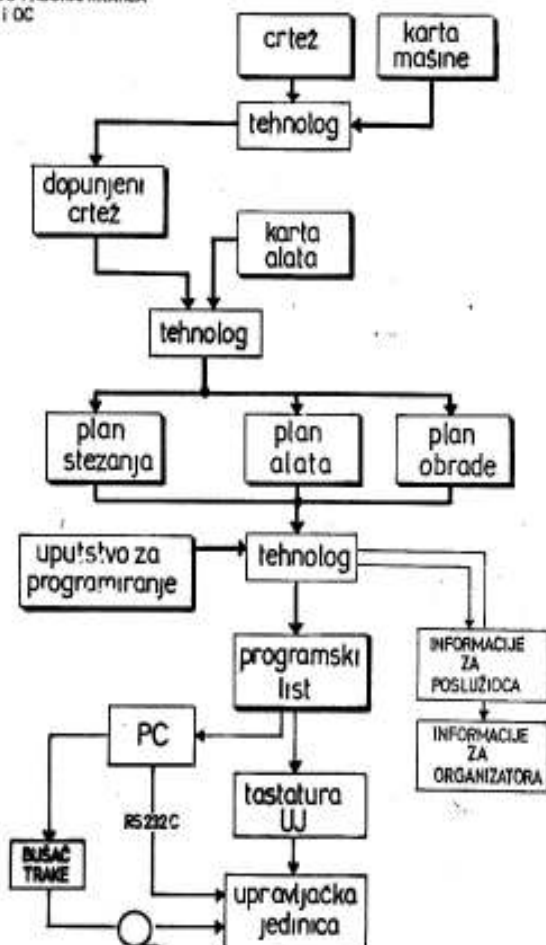 i OC
crtež
karta
mašine
tehnolog
dopunjeni
crtež
karta
alata
tehnolog
plan
stezanja
plan
alata
plan
obrade
uputstvo za
programiranje
tehnolog
programski
list
INFORMACIJE
ZA
POSLUŽIOCA
INFORMACIJE
ZA
ORGANIZATORA
PC
RS232C
tastatura
UJ
BUŠAČ
TRAKE
upravljačka
jedinica